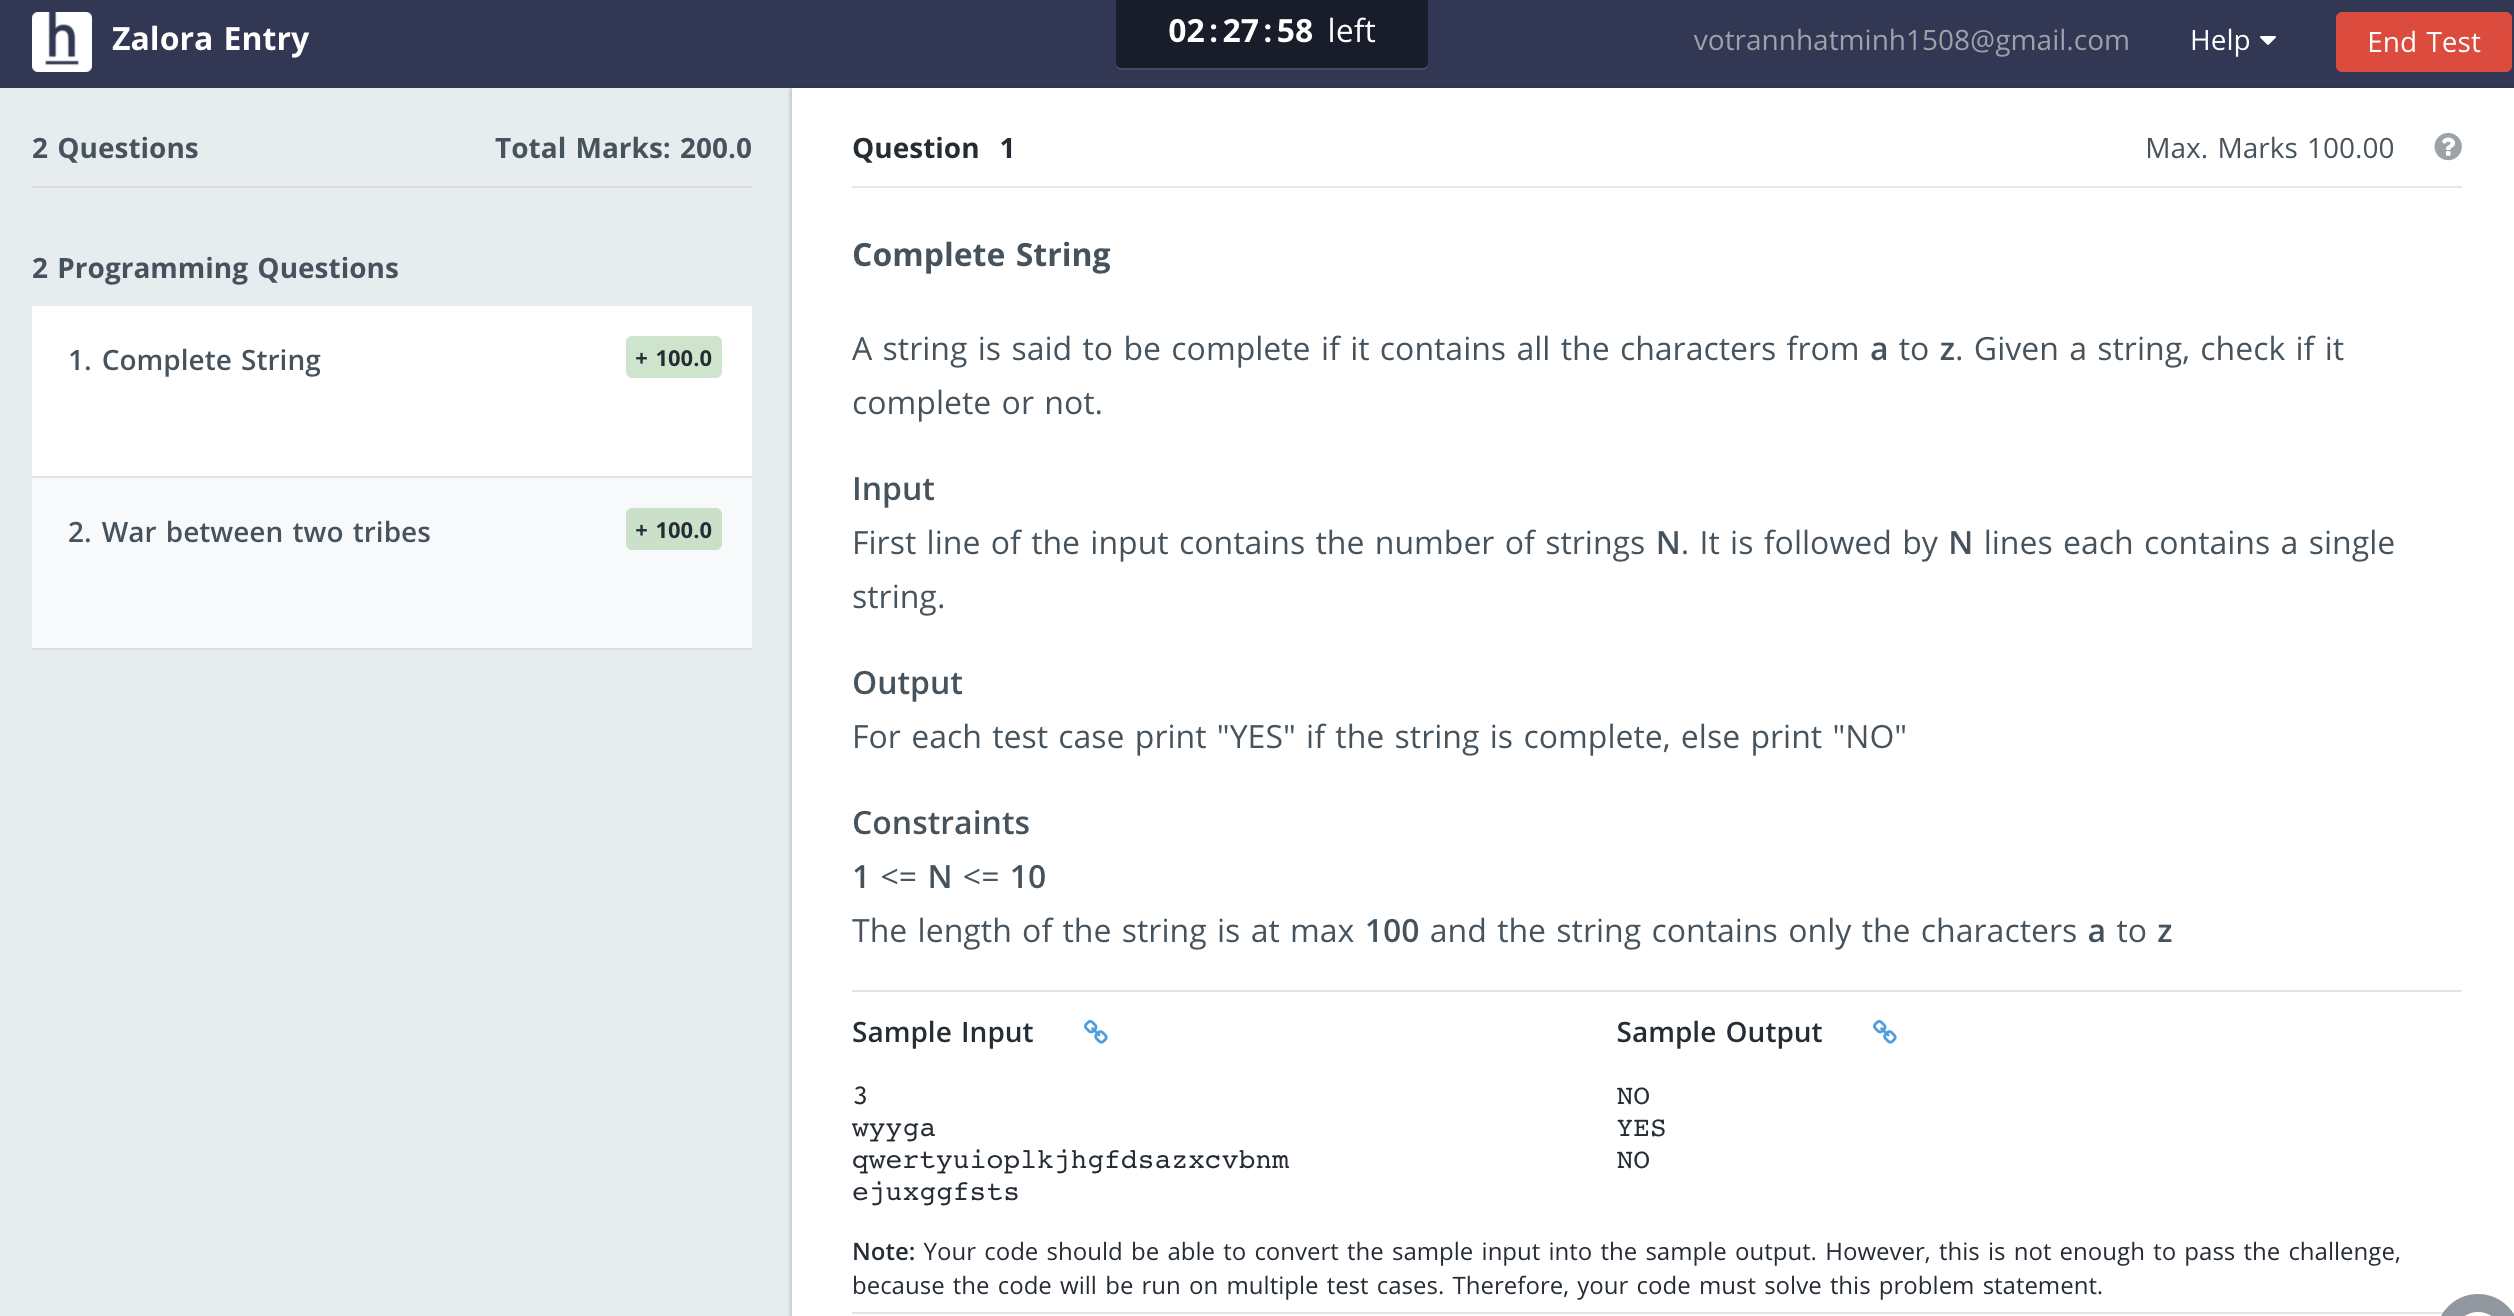 h Zalora Entry
02:27:58 left
votrannhatminh1508@gmail.com
Help
End Test
2 Questions
Total Marks: 200.0
2 Programming Questions
1. Complete String
+ 100.0
2. War between two tribes
+ 100.0
Question 1
Max. Marks 100.00
?
Complete String
A string is said to be complete if it contains all the characters from a to z. Given a string, check if it
complete or not.
Input
First line of the input contains the number of strings N. It is followed by N lines each contains a single
string.
Output
For each test case print "YES" if the string is complete, else print "NO"
Constraints
1 <= N <= 10
The length of the string is at max 100 and the string contains only the characters a to z
Sample Input
3
wyyga
qwertyuioplkjhgfdsazxcvbnm
ejuxggfsts
Sample Output
NO
YES
NO
Note: Your code should be able to convert the sample input into the sample output. However, this is not enough to pass the challenge,
because the code will be run on multiple test cases. Therefore, your code must solve this problem statement.